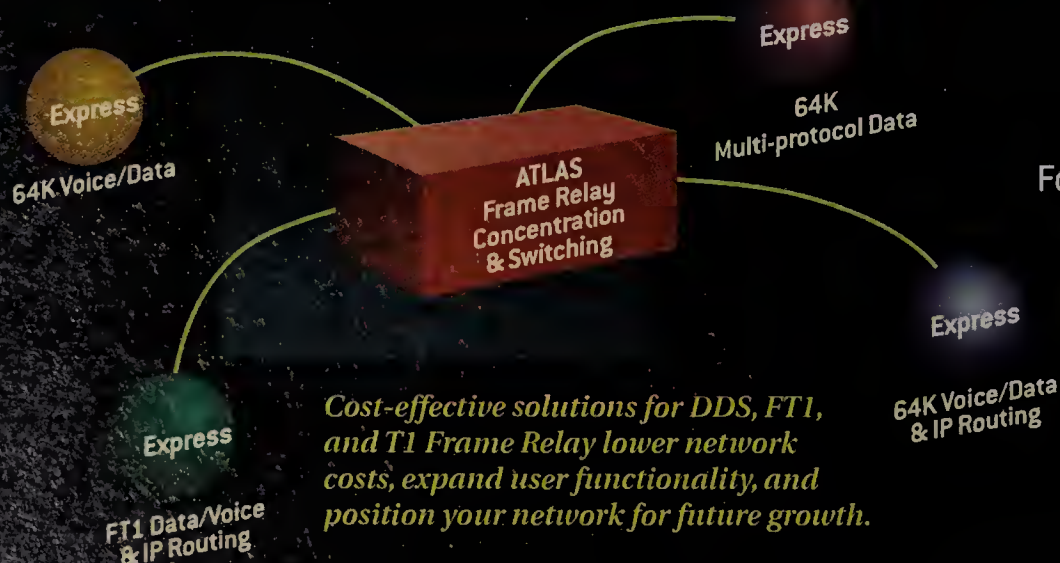 Express
64K Voice/Data
Express
64K
Multi-protocol Data
ATLAS
Frame Relay
Concentration
& Switching
Express
64K Voice/Data
& IP Routing
Express
FT1 Data/Voice
& IP Routing
Cost-effective solutions for DDS, FT1,
and T1 Frame Relay lower network
costs, expand user functionality, and
position your network for future growth.